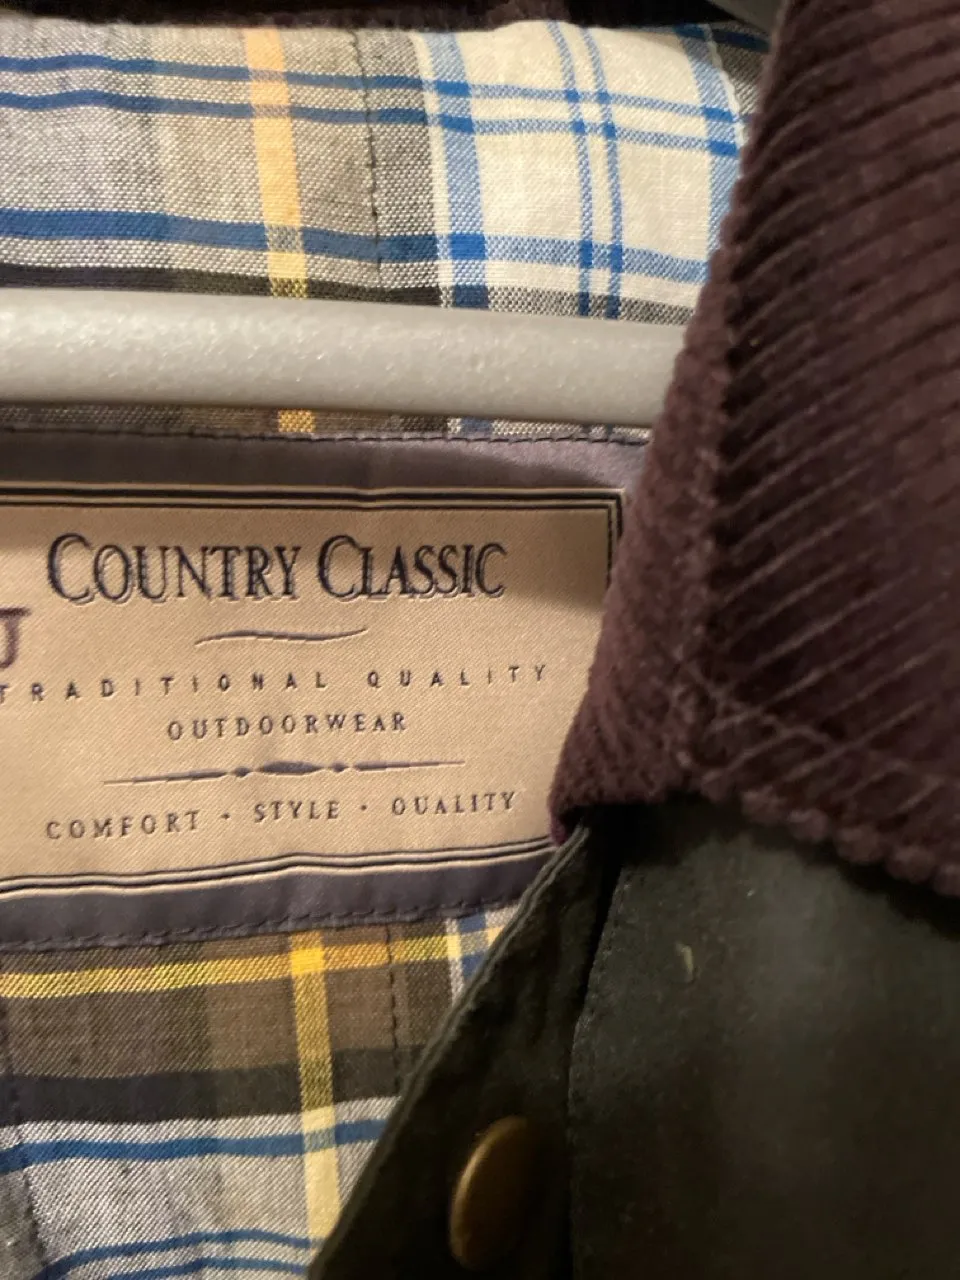 COUNTRY CLASSIC
J
TRADITIONAL QUALITY
OUTDOORWEAR
COMFORT · STYLE · QUALITY